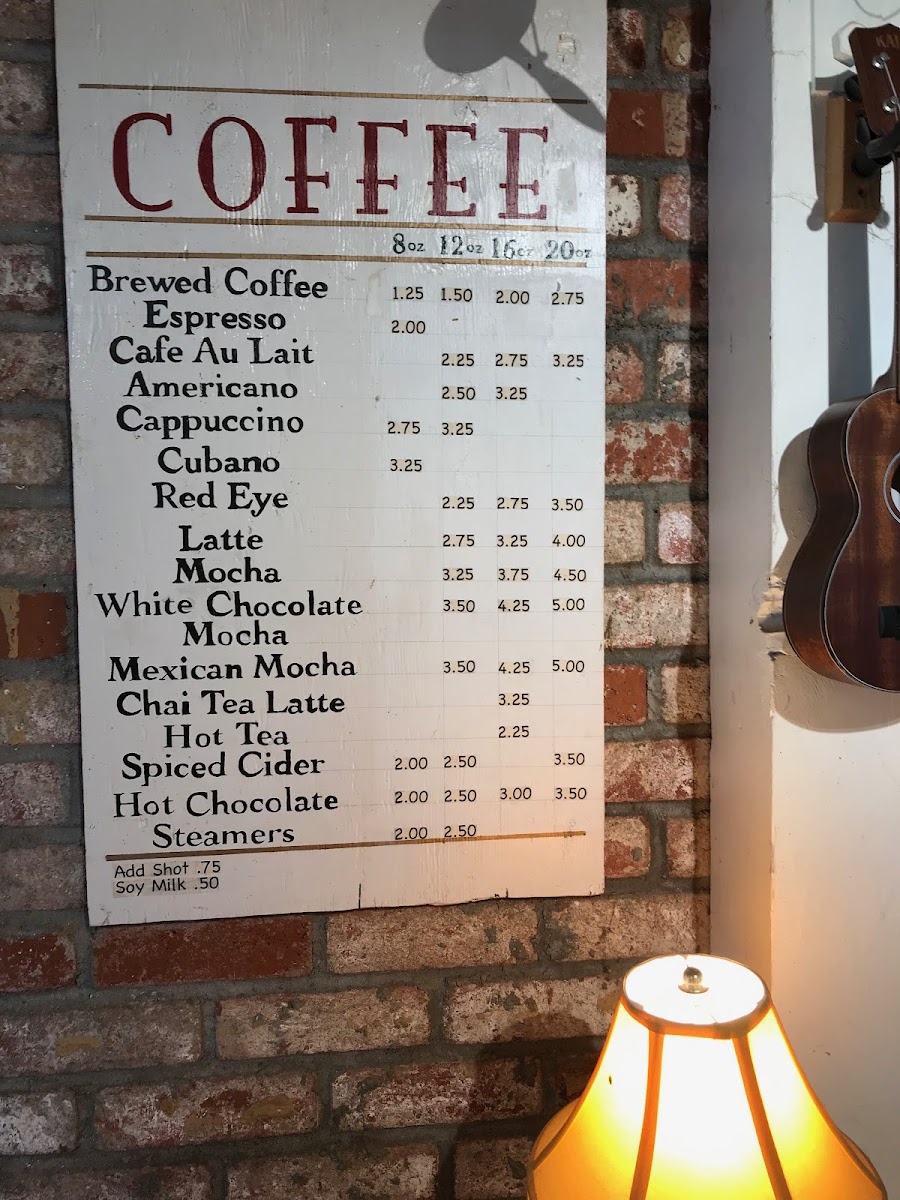 COFFEE
8oz 12oz 16oz 20oz
Brewed Coffee 1.25 1.50 2.00 2.75
Espresso 2.00
Cafe Au Lait 2.25 2.75 3.25
Americano 2.50 3.25
Cappuccino 2.75 3.25
Cubano 3.25
Red Eye 2.25 2.75 3.50
Latte 2.75 3.25 4.00
Mocha 3.25 3.75 4.50
White Chocolate 3.50 4.25 5.00
Mocha
Mexican Mocha 3.50 4.25 5.00
Chai Tea Latte 3.25
Hot Tea 2.25
Spiced Cider 2.00 2.50 3.50
Hot Chocolate 2.00 2.50 3.00 3.50
Steamers 2.00 2.50
Add Shot .75
Soy Milk .50